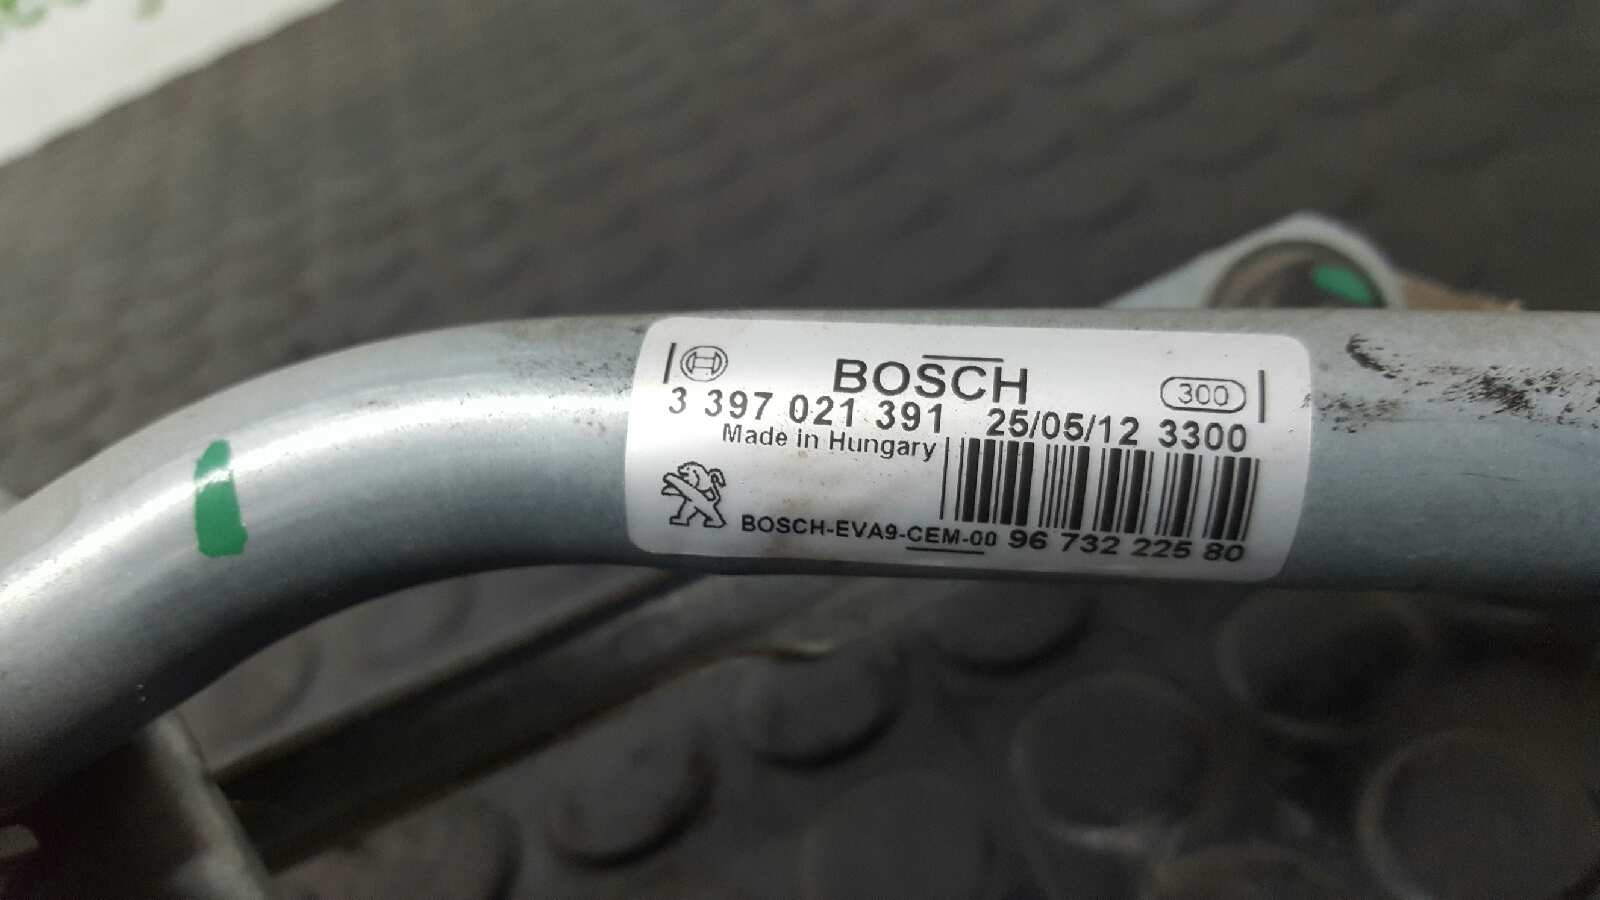 BOSCH
300
3 397 021 391 25/05/12 3300
Made in Hungary
BOSCH-EVA9-CEM-00 96 732 225 80